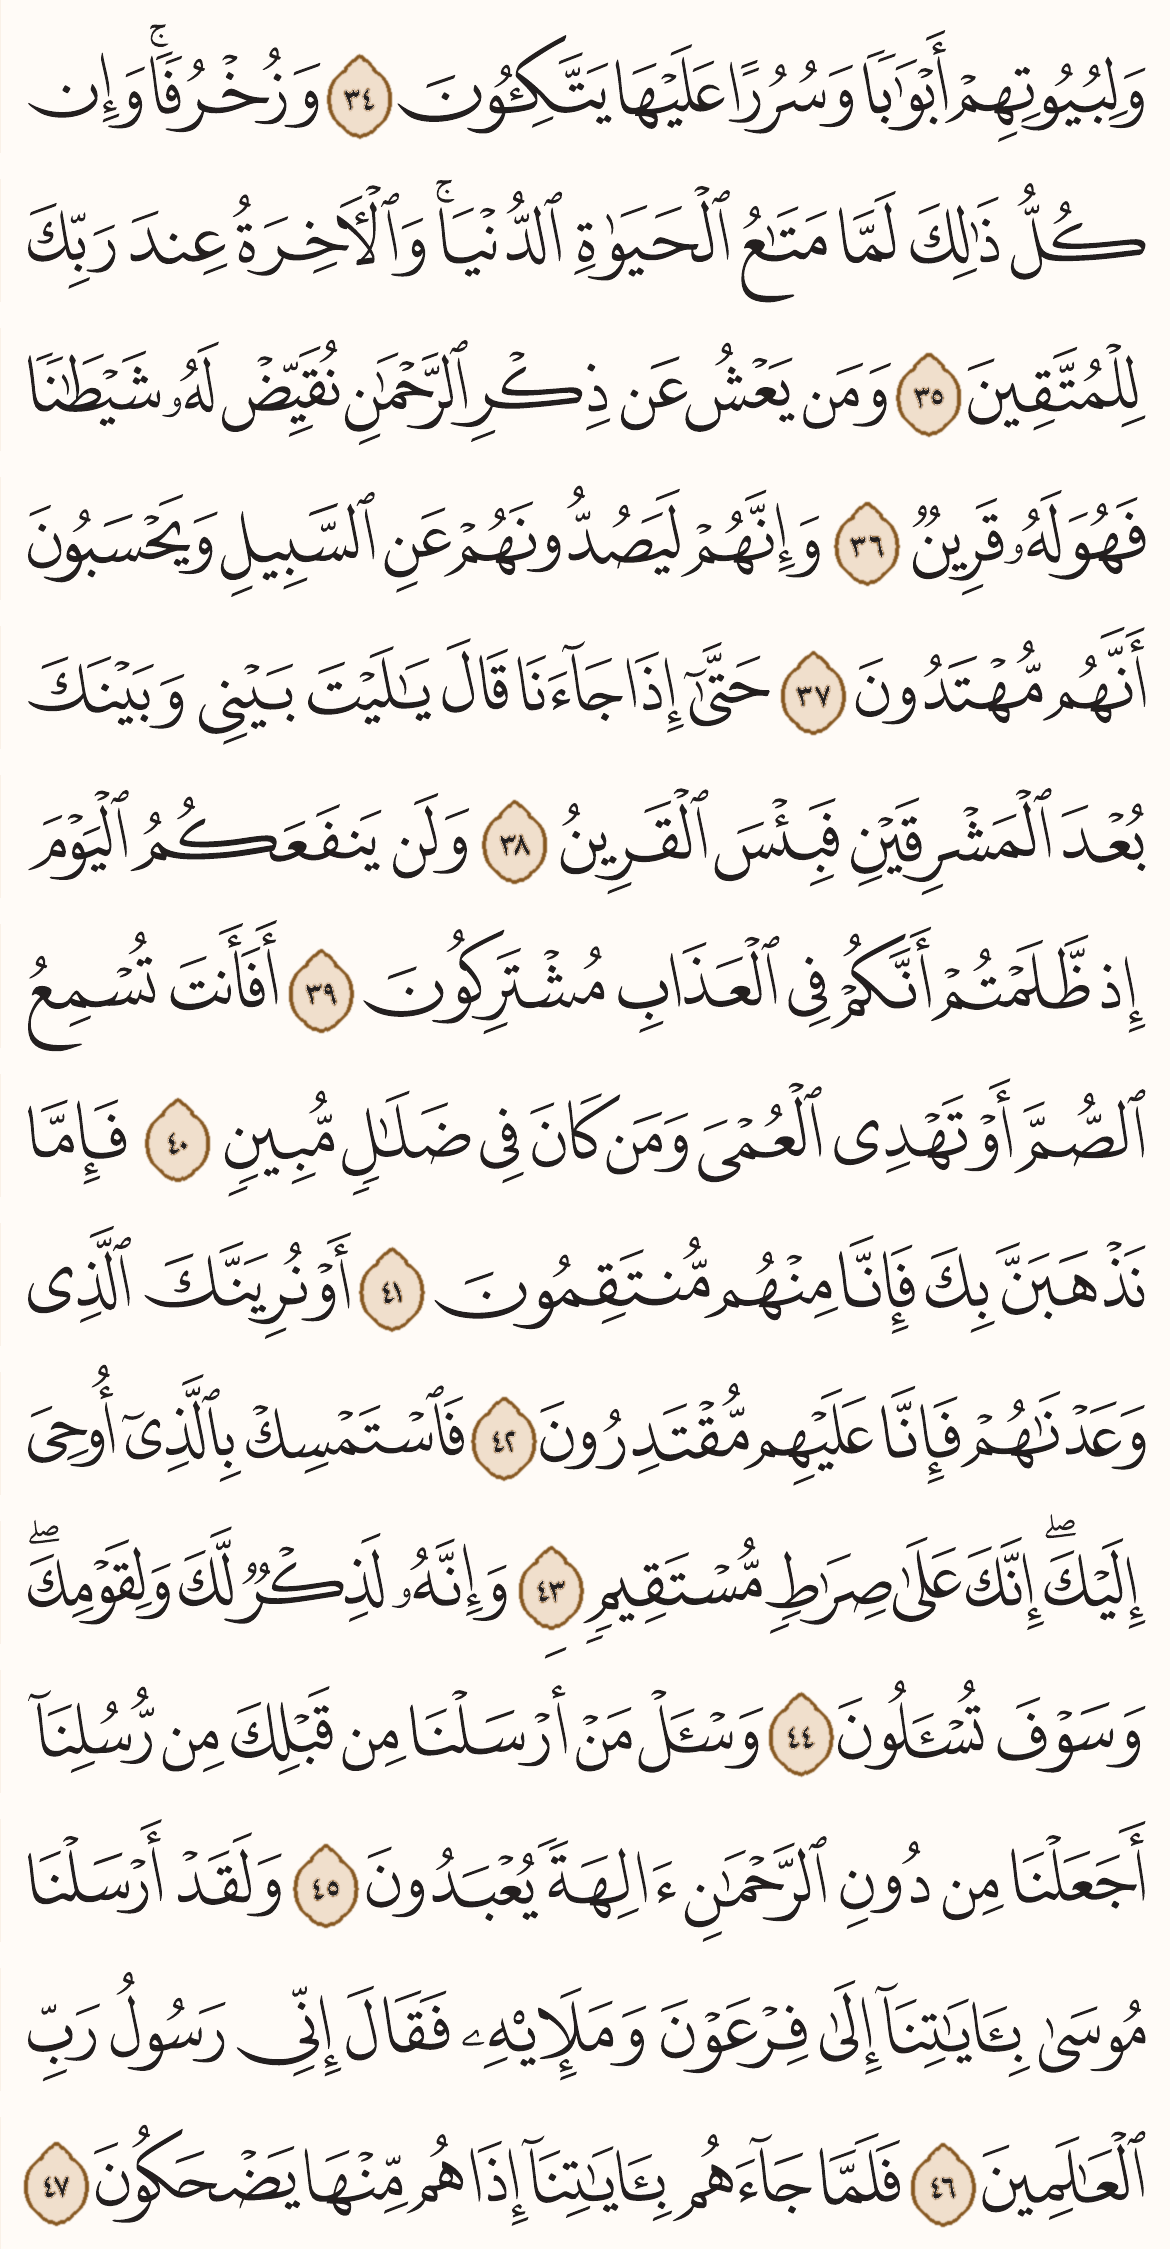 وَلِبُيُوتِهِمْ أَبْوَٰبًا وَسُرُرًا عَلَيْهَا يَتَّكِـُٔونَ ٣٤ وَزُخْرُفًا ۚ وَإِن
كُلُّ ذَٰلِكَ لَمَّا مَتَـٰعُ ٱلْحَيَوٰةِ ٱلدُّنْيَا ۚ وَٱلْـَٔاخِرَةُ عِندَ رَبِّكَ
لِلْمُتَّقِينَ ٣٥ وَمَن يَعْشُ عَن ذِكْرِ ٱلرَّحْمَـٰنِ نُقَيِّضْ لَهُۥ شَيْطَـٰنًا
فَهُوَ لَهُۥ قَرِينٌ ٣٦ وَإِنَّهُمْ لَيَصُدُّونَهُمْ عَنِ ٱلسَّبِيلِ وَيَحْسَبُونَ
أَنَّهُم مُّهْتَدُونَ ٣٧ حَتَّىٰٓ إِذَا جَآءَنَا قَالَ يَـٰلَيْتَ بَيْنِى وَبَيْنَكَ
بُعْدَ ٱلْمَشْرِقَيْنِ فَبِئْسَ ٱلْقَرِينُ ٣٨ وَلَن يَنفَعَكُمُ ٱلْيَوْمَ
إِذ ظَّلَمْتُمْ أَنَّكُمْ فِى ٱلْعَذَابِ مُشْتَرِكُونَ ٣٩ أَفَأَنتَ تُسْمِعُ
ٱلصُّمَّ أَوْ تَهْدِى ٱلْعُمْىَ وَمَن كَانَ فِى ضَلَـٰلٍ مُّبِينٍ ٤٠ فَإِمَّا
نَذْهَبَنَّ بِكَ فَإِنَّا مِنْهُم مُّنتَقِمُونَ ٤١ أَوْ نُرِيَنَّكَ ٱلَّذِى
وَعَدْنَـٰهُمْ فَإِنَّا عَلَيْهِم مُّقْتَدِرُونَ ٤٢ فَٱسْتَمْسِكْ بِٱلَّذِىٓ أُوحِىَ
إِلَيْكَ ۖ إِنَّكَ عَلَىٰ صِرَٰطٍ مُّسْتَقِيمٍ ٤٣ وَإِنَّهُۥ لَذِكْرٌ لَّكَ وَلِقَوْمِكَ ۖ
وَسَوْفَ تُسْـَٔلُونَ ٤٤ وَسْـَٔلْ مَنْ أَرْسَلْنَا مِن قَبْلِكَ مِن رُّسُلِنَآ
أَجَعَلْنَا مِن دُونِ ٱلرَّحْمَـٰنِ ءَالِهَةً يُعْبَدُونَ ٤٥ وَلَقَدْ أَرْسَلْنَا
مُوسَىٰ بِـَٔايَـٰتِنَآ إِلَىٰ فِرْعَوْنَ وَمَلَإِي۟هِۦ فَقَالَ إِنِّى رَسُولُ رَبِّ
ٱلْعَـٰلَمِينَ ٤٦ فَلَمَّا جَآءَهُم بِـَٔايَـٰتِنَآ إِذَا هُم مِّنْهَا يَضْحَكُونَ ٤٧